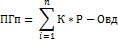 ПГп = ∑_{i=1}^{n} К * Р − Овд